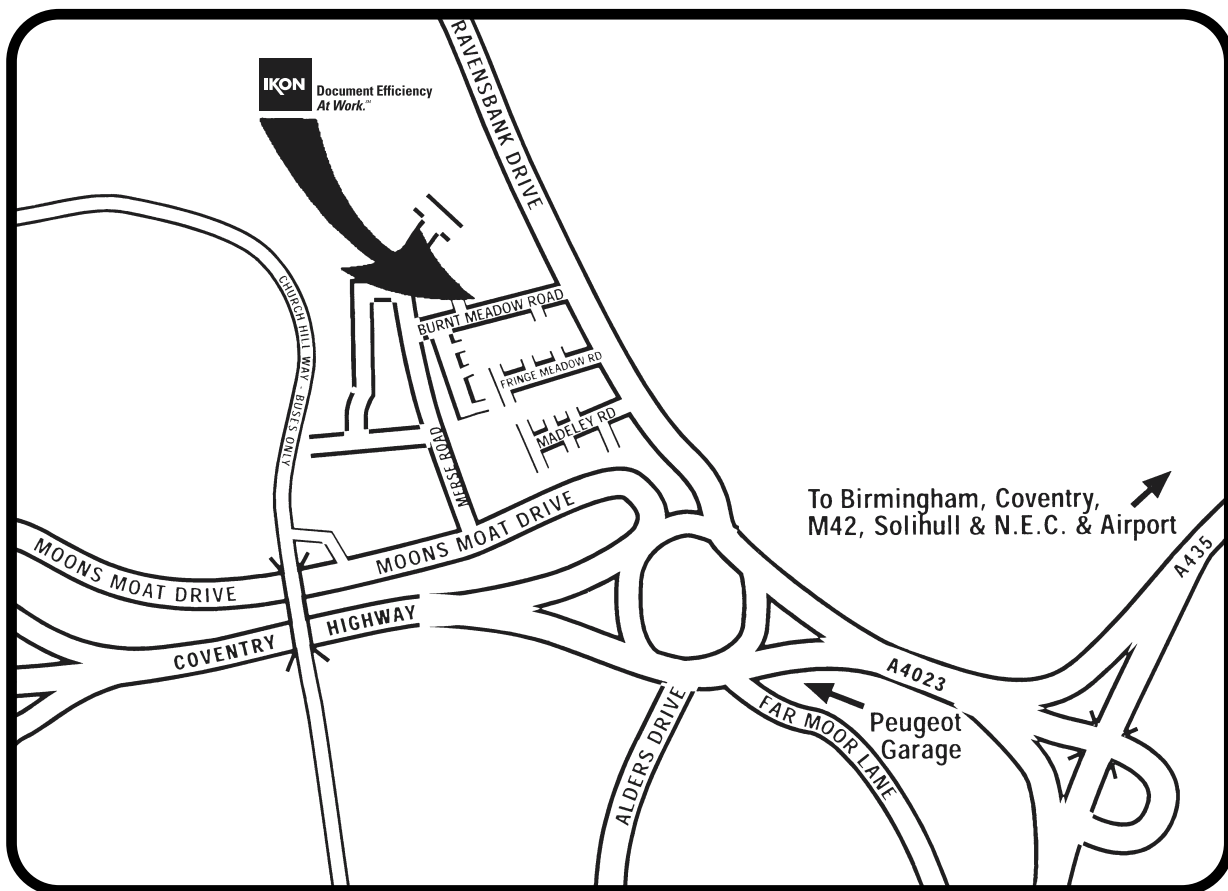 RAVENSBANK DRIVE
IKON
Document Efficiency
At Work.℠
CHURCH HILL WAY - BUSES ONLY
BURNT MEADOW ROAD
FRINGE MEADOW RD
MADELEY RD
MERSE ROAD
To Birmingham, Coventry,
M42, Solihull & N.E.C. & Airport
MOONS MOAT DRIVE
MOONS MOAT DRIVE
A435
COVENTRY HIGHWAY
A4023
Peugeot
Garage
FAR MOOR LANE
ALDERS DRIVE